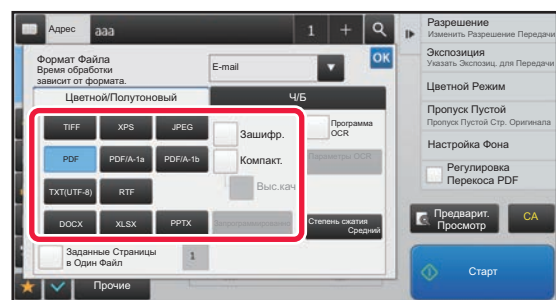 Адрес aaa 1 +
Формат Файла
Время обработки
зависит от формата.
E-mail
OK
Цветной/Полутоновый
Ч/Б
TIFF XPS JPEG
Зашифр.
Программа
OCR
PDF PDF/A-1a PDF/A-1b
Компакт.
Параметры OCR
Выс.кач
TXT(UTF-8) RTF
DOCX XLSX PPTX
Степень сжатия
Средний
Заданные Страницы
в Один Файл
1
Прочие
Разрешение
Изменить Разрешение Передачи
Экспозиция
Указать Экспозиц. для Передачи
Цветной Режим
Пропуск Пустой
Пропуск Пустой Стр. Оригинала
Настройка Фона
Регулировка
Перекоса PDF
Предварит.
Просмотр
CA
Старт